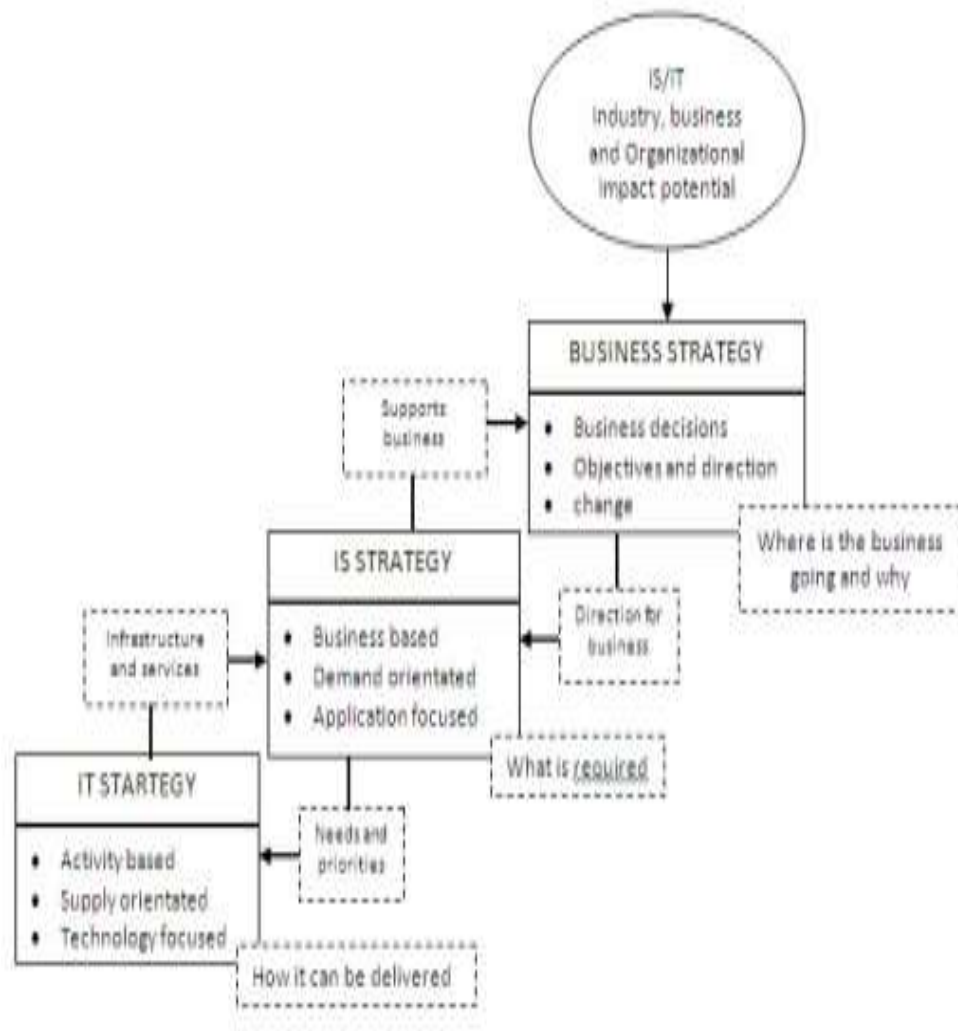 IS/IT
Industry, business
and Organizational
impact potential
BUSINESS STRATEGY
• Business decisions
• Objectives and direction
• change
Supports
business
Where is the business
going and why
IS STRATEGY
• Business based
• Demand orientated
• Application focused
Direction for
business
Infrastructure
and services
What is required
IT STARTEGY
• Activity based
• Supply orientated
• Technology focused
Needs and
priorities
How it can be delivered